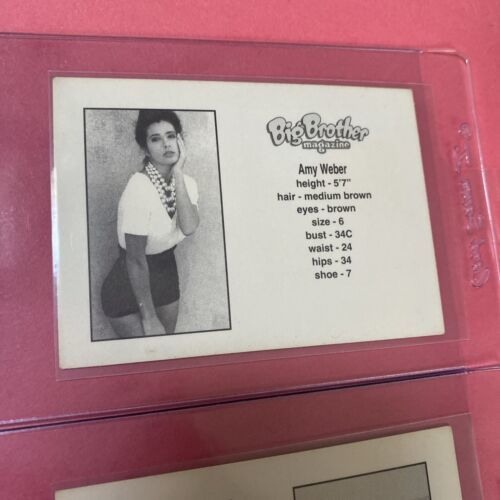 Big Brother
magazine
Amy Weber
height - 5'7"
hair - medium brown
eyes - brown
size - 6
bust - 34C
waist - 24
hips - 34
shoe - 7